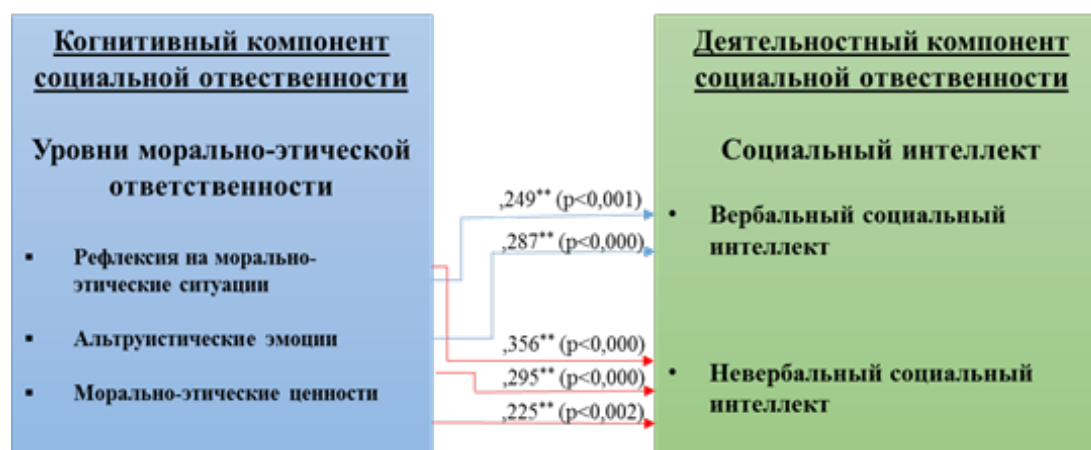 Когнитивный компонент
социальной отвественности
Уровни морально-этической
ответственности
▪ Рефлексия на морально-
этические ситуации
▪ Альтруистические эмоции
▪ Морально-этические ценности
,249** (p<0,001)
,287** (p<0,000)
,356** (p<0,000)
,295** (p<0,000)
,225** (p<0,002)
Деятельностный компонент
социальной отвественности
Социальный интеллект
• Вербальный социальный
интеллект
• Невербальный социальный
интеллект